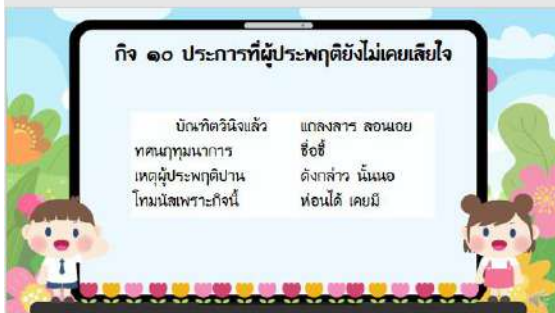 กิจ ๑๐ ประการที่ผู้ประพฤติยังไม่เคยเสียใจ
บัณฑิตวินิจแล้ว แถลงสาร สอนเอย
ทศนฤทุมนาการ ชื่อชี้
เหตุผู้ประพฤติปาน ดังกล่าว นั้นนอ
โทมนัสเพราะกิจนี้ ห่อนได้ เคยมี